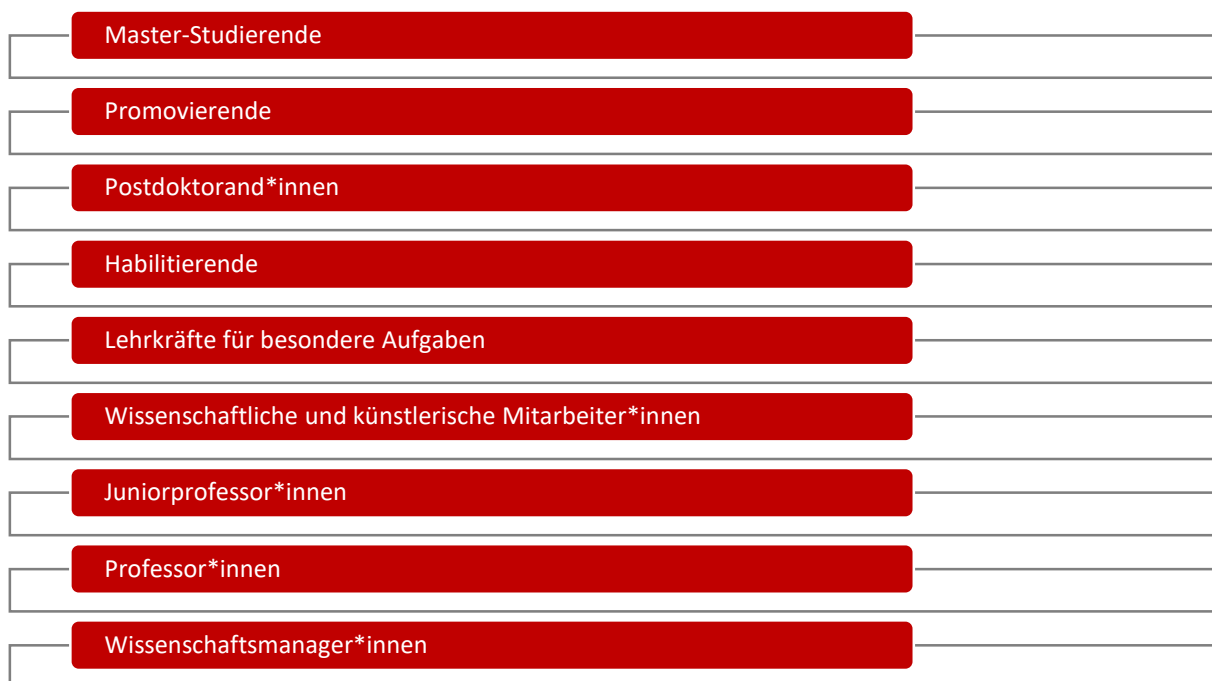 Master-Studierende
Promovierende
Postdoktorand*innen
Habilitierende
Lehrkräfte für besondere Aufgaben
Wissenschaftliche und künstlerische Mitarbeiter*innen
Juniorprofessor*innen
Professor*innen
Wissenschaftsmanager*innen